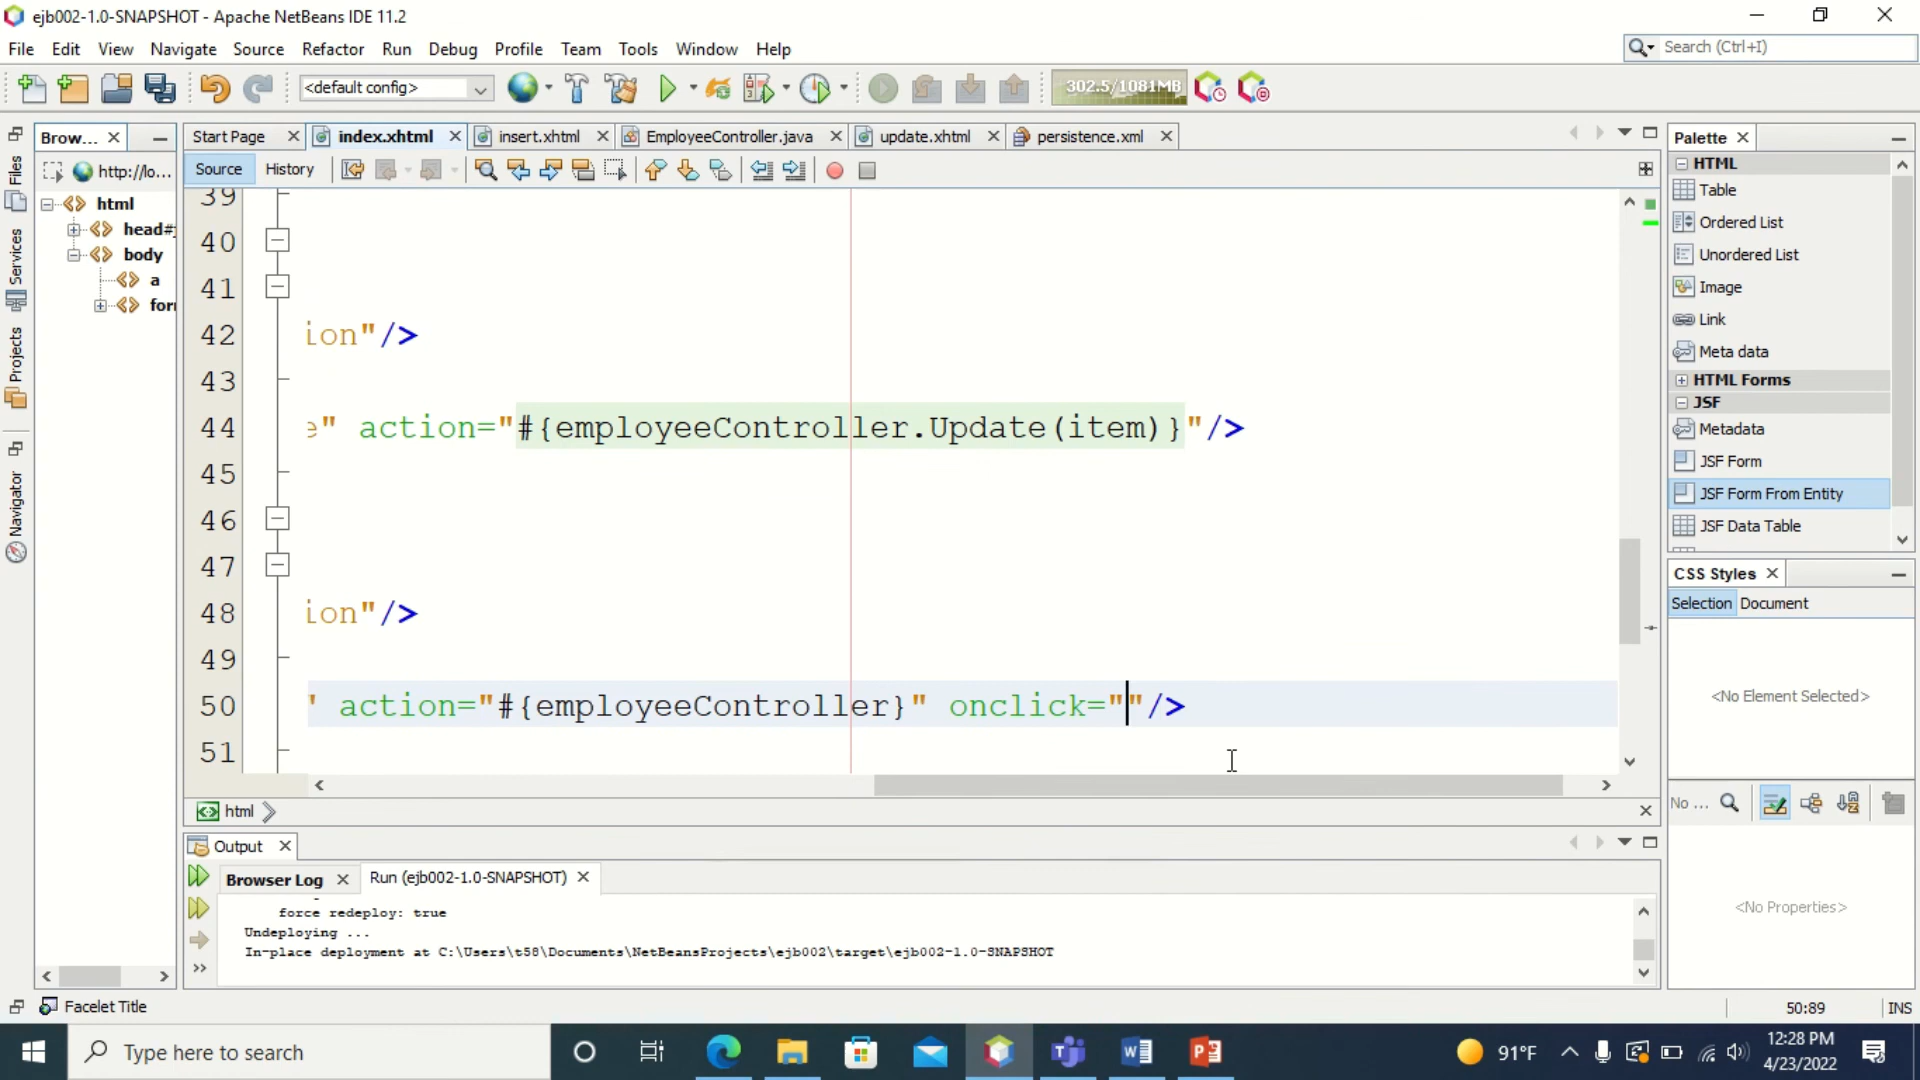 ejb002-1.0-SNAPSHOT - Apache NetBeans IDE 11.2
File Edit View Navigate Source Refactor Run Debug Profile Team Tools Window Help
Search (Ctrl+I)
<default config>
302.5/1081MB
Brow...
Start Page index.xhtml insert.xhtml EmployeeController.java update.xhtml persistence.xml
Palette
Source History
http://lo...
html
head#j
body
a
for
Files
Services
Projects
Navigator
39
40
41
42 ion"/>
43
44 e" action="#{employeeController.Update(item)}"/>
45
46
47
48 ion"/>
49
50 " action="#{employeeController}" onclick=""/>
51
html
HTML
Table
Ordered List
Unordered List
Image
Link
Meta data
HTML Forms
JSF
Metadata
JSF Form
JSF Form From Entity
JSF Data Table
CSS Styles
Selection Document
<No Element Selected>
No ...
<No Properties>
Output
Browser Log Run (ejb002-1.0-SNAPSHOT)
force redeploy: true
Undeploying ...
In-place deployment at C:\Users\t58\Documents\NetBeansProjects\ejb002\target\ejb002-1.0-SNAPSHOT
Facelet Title
50:89 INS
Type here to search
91°F
12:28 PM
4/23/2022